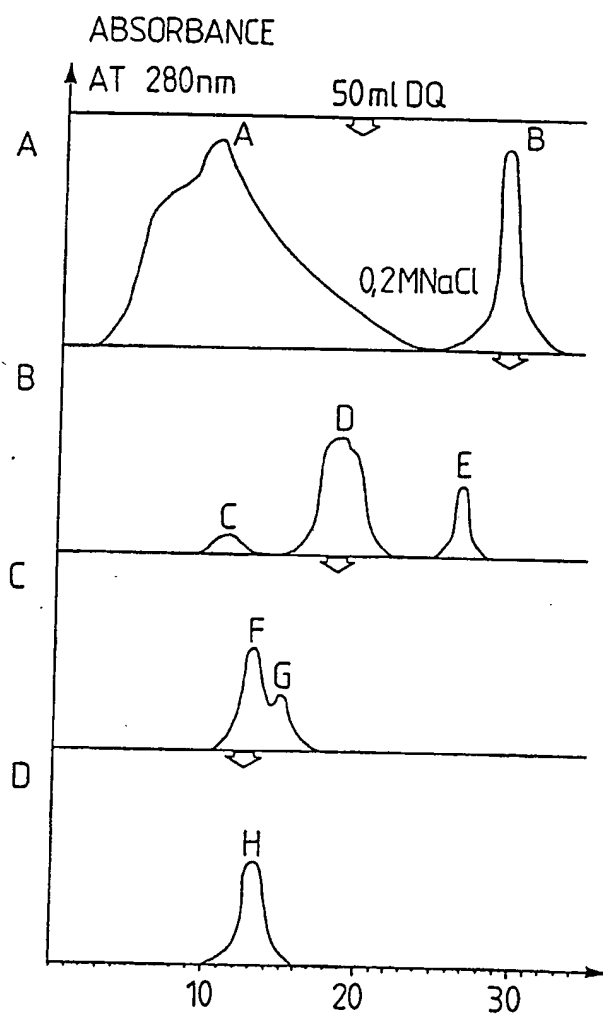 ABSORBANCE
AT 280nm
50ml DQ
A
A
B
0,2MNaCl
B
D
E
C
C
F
G
D
H
10
20
30